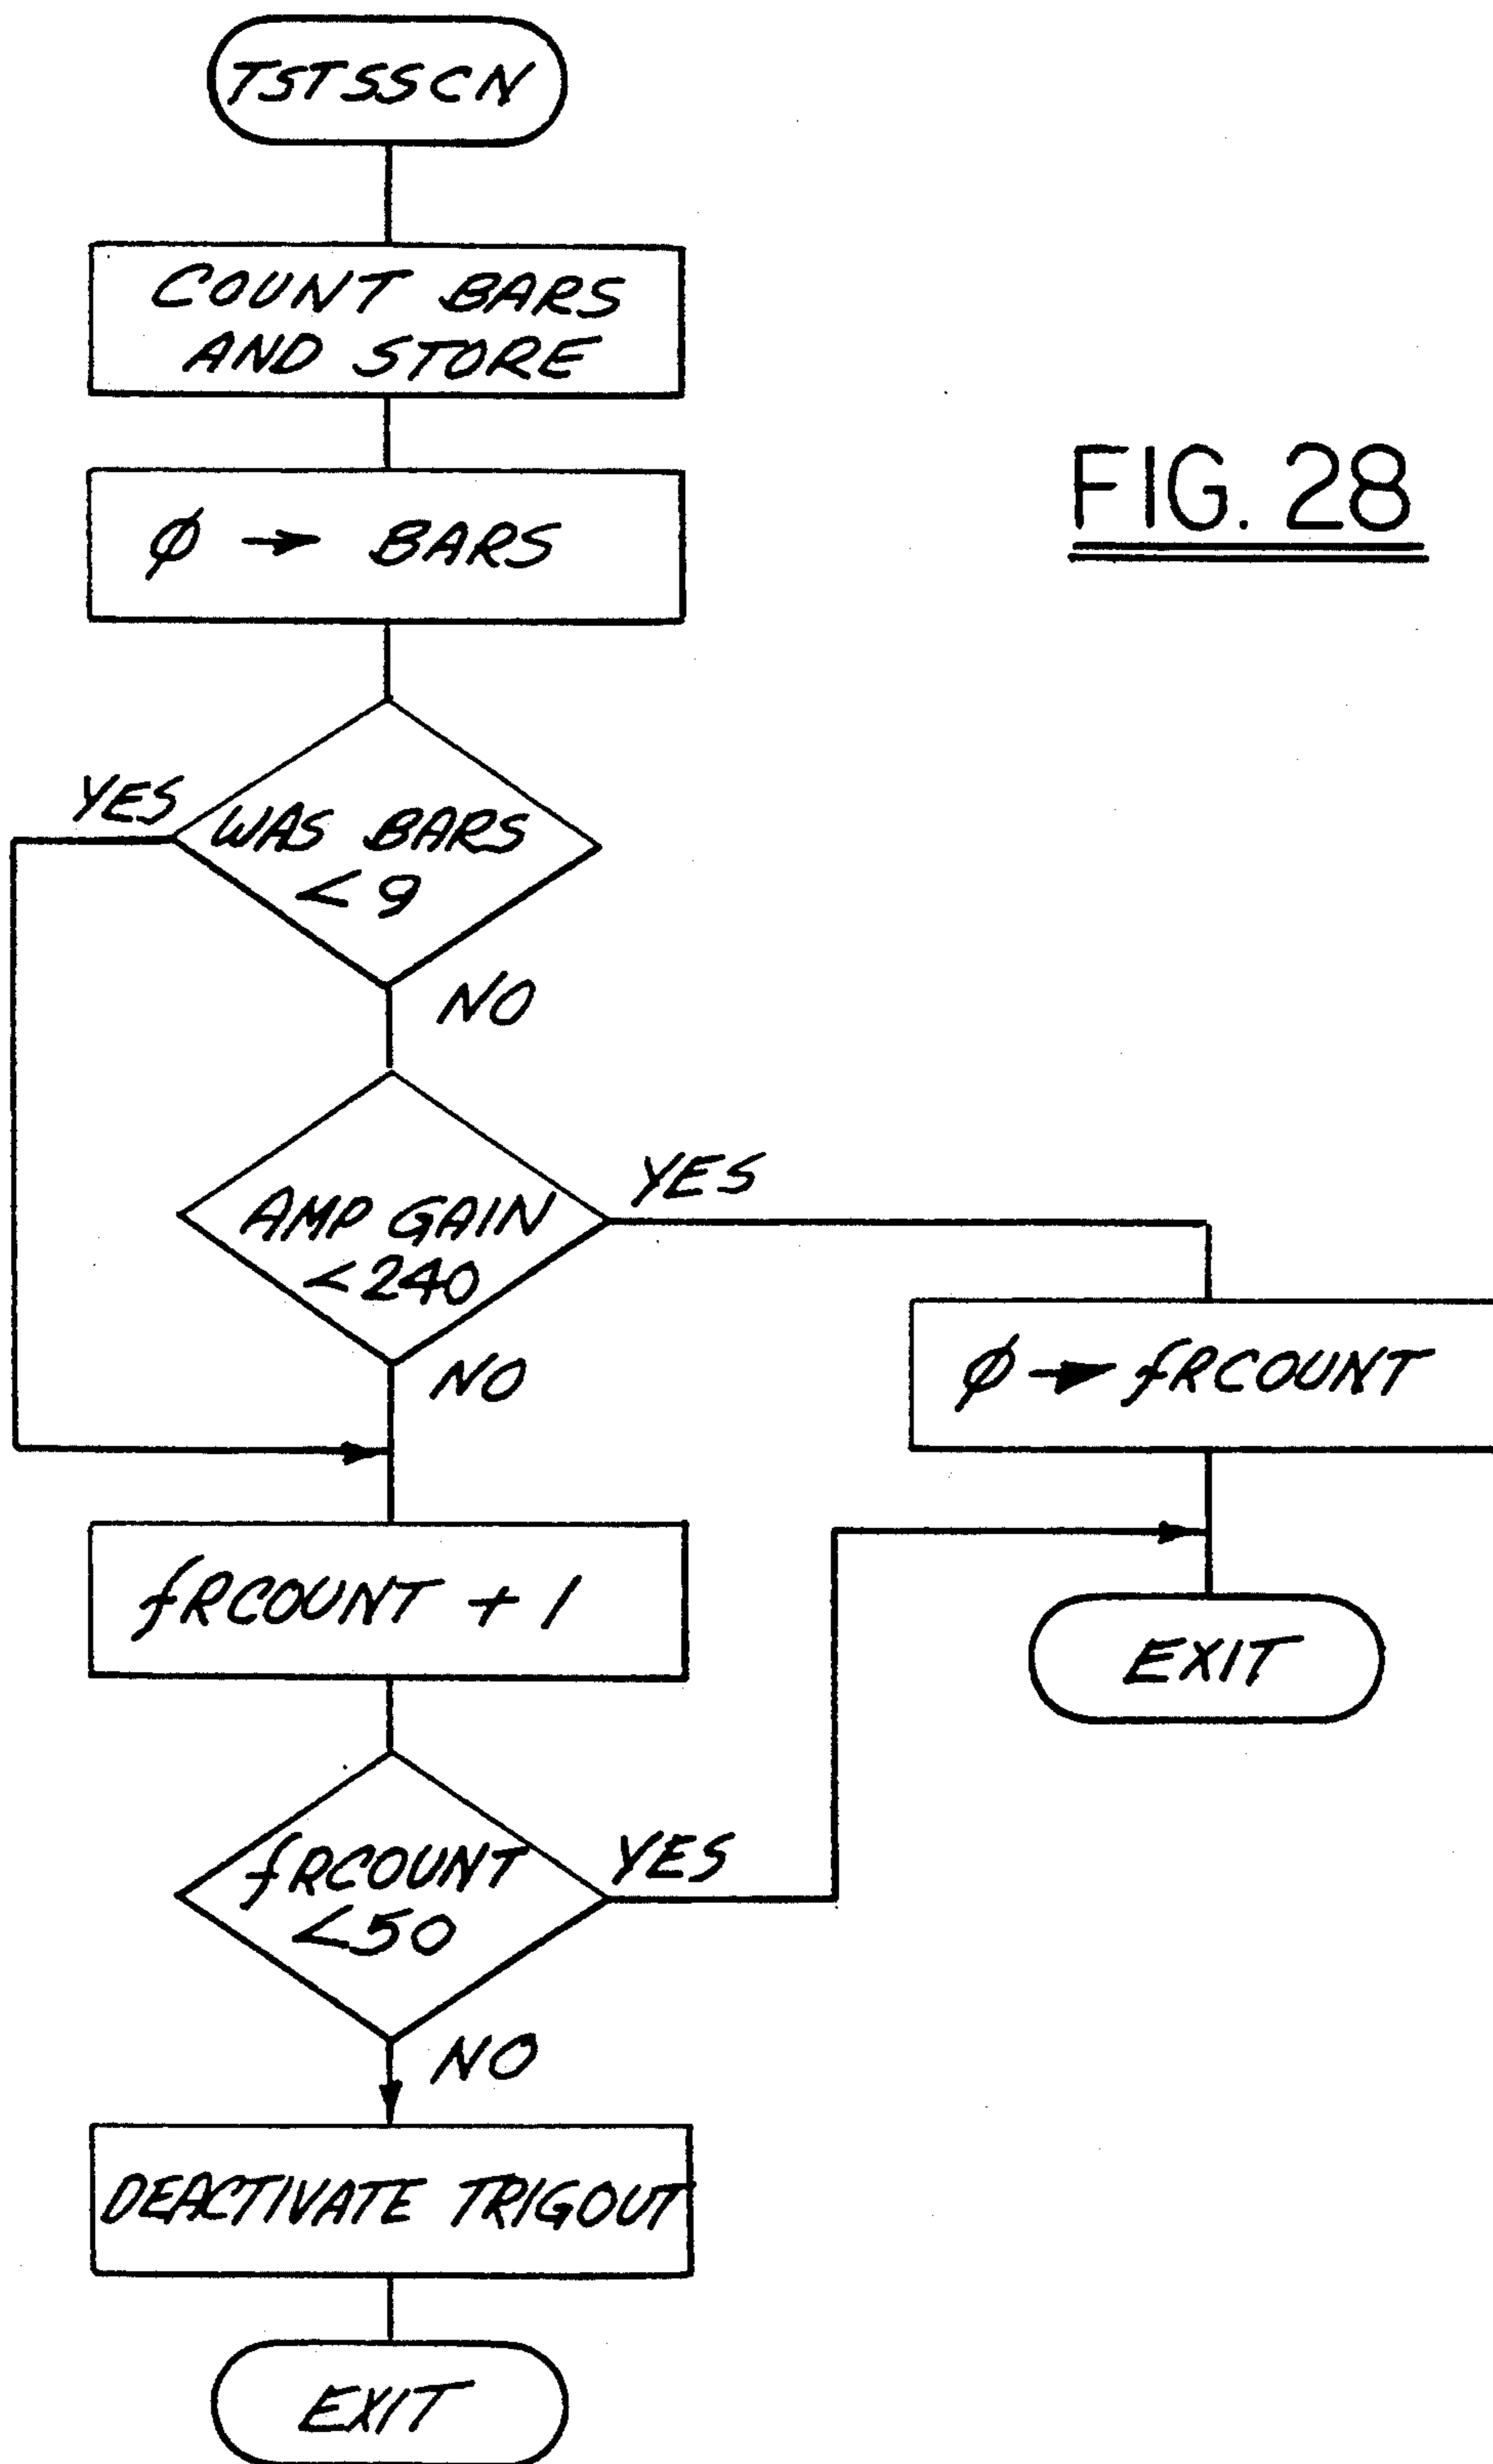 TSTSSCN
COUNT BARS
AND STORE
φ → BARS
FIG. 28
YES
WAS BARS
< 9
NO
AMP GAIN
<240
YES
NO
φ → fRCOUNT
fRCOUNT + 1
EXIT
fRCOUNT
<50
YES
NO
DEACTIVATE TRIGOUT
EXIT